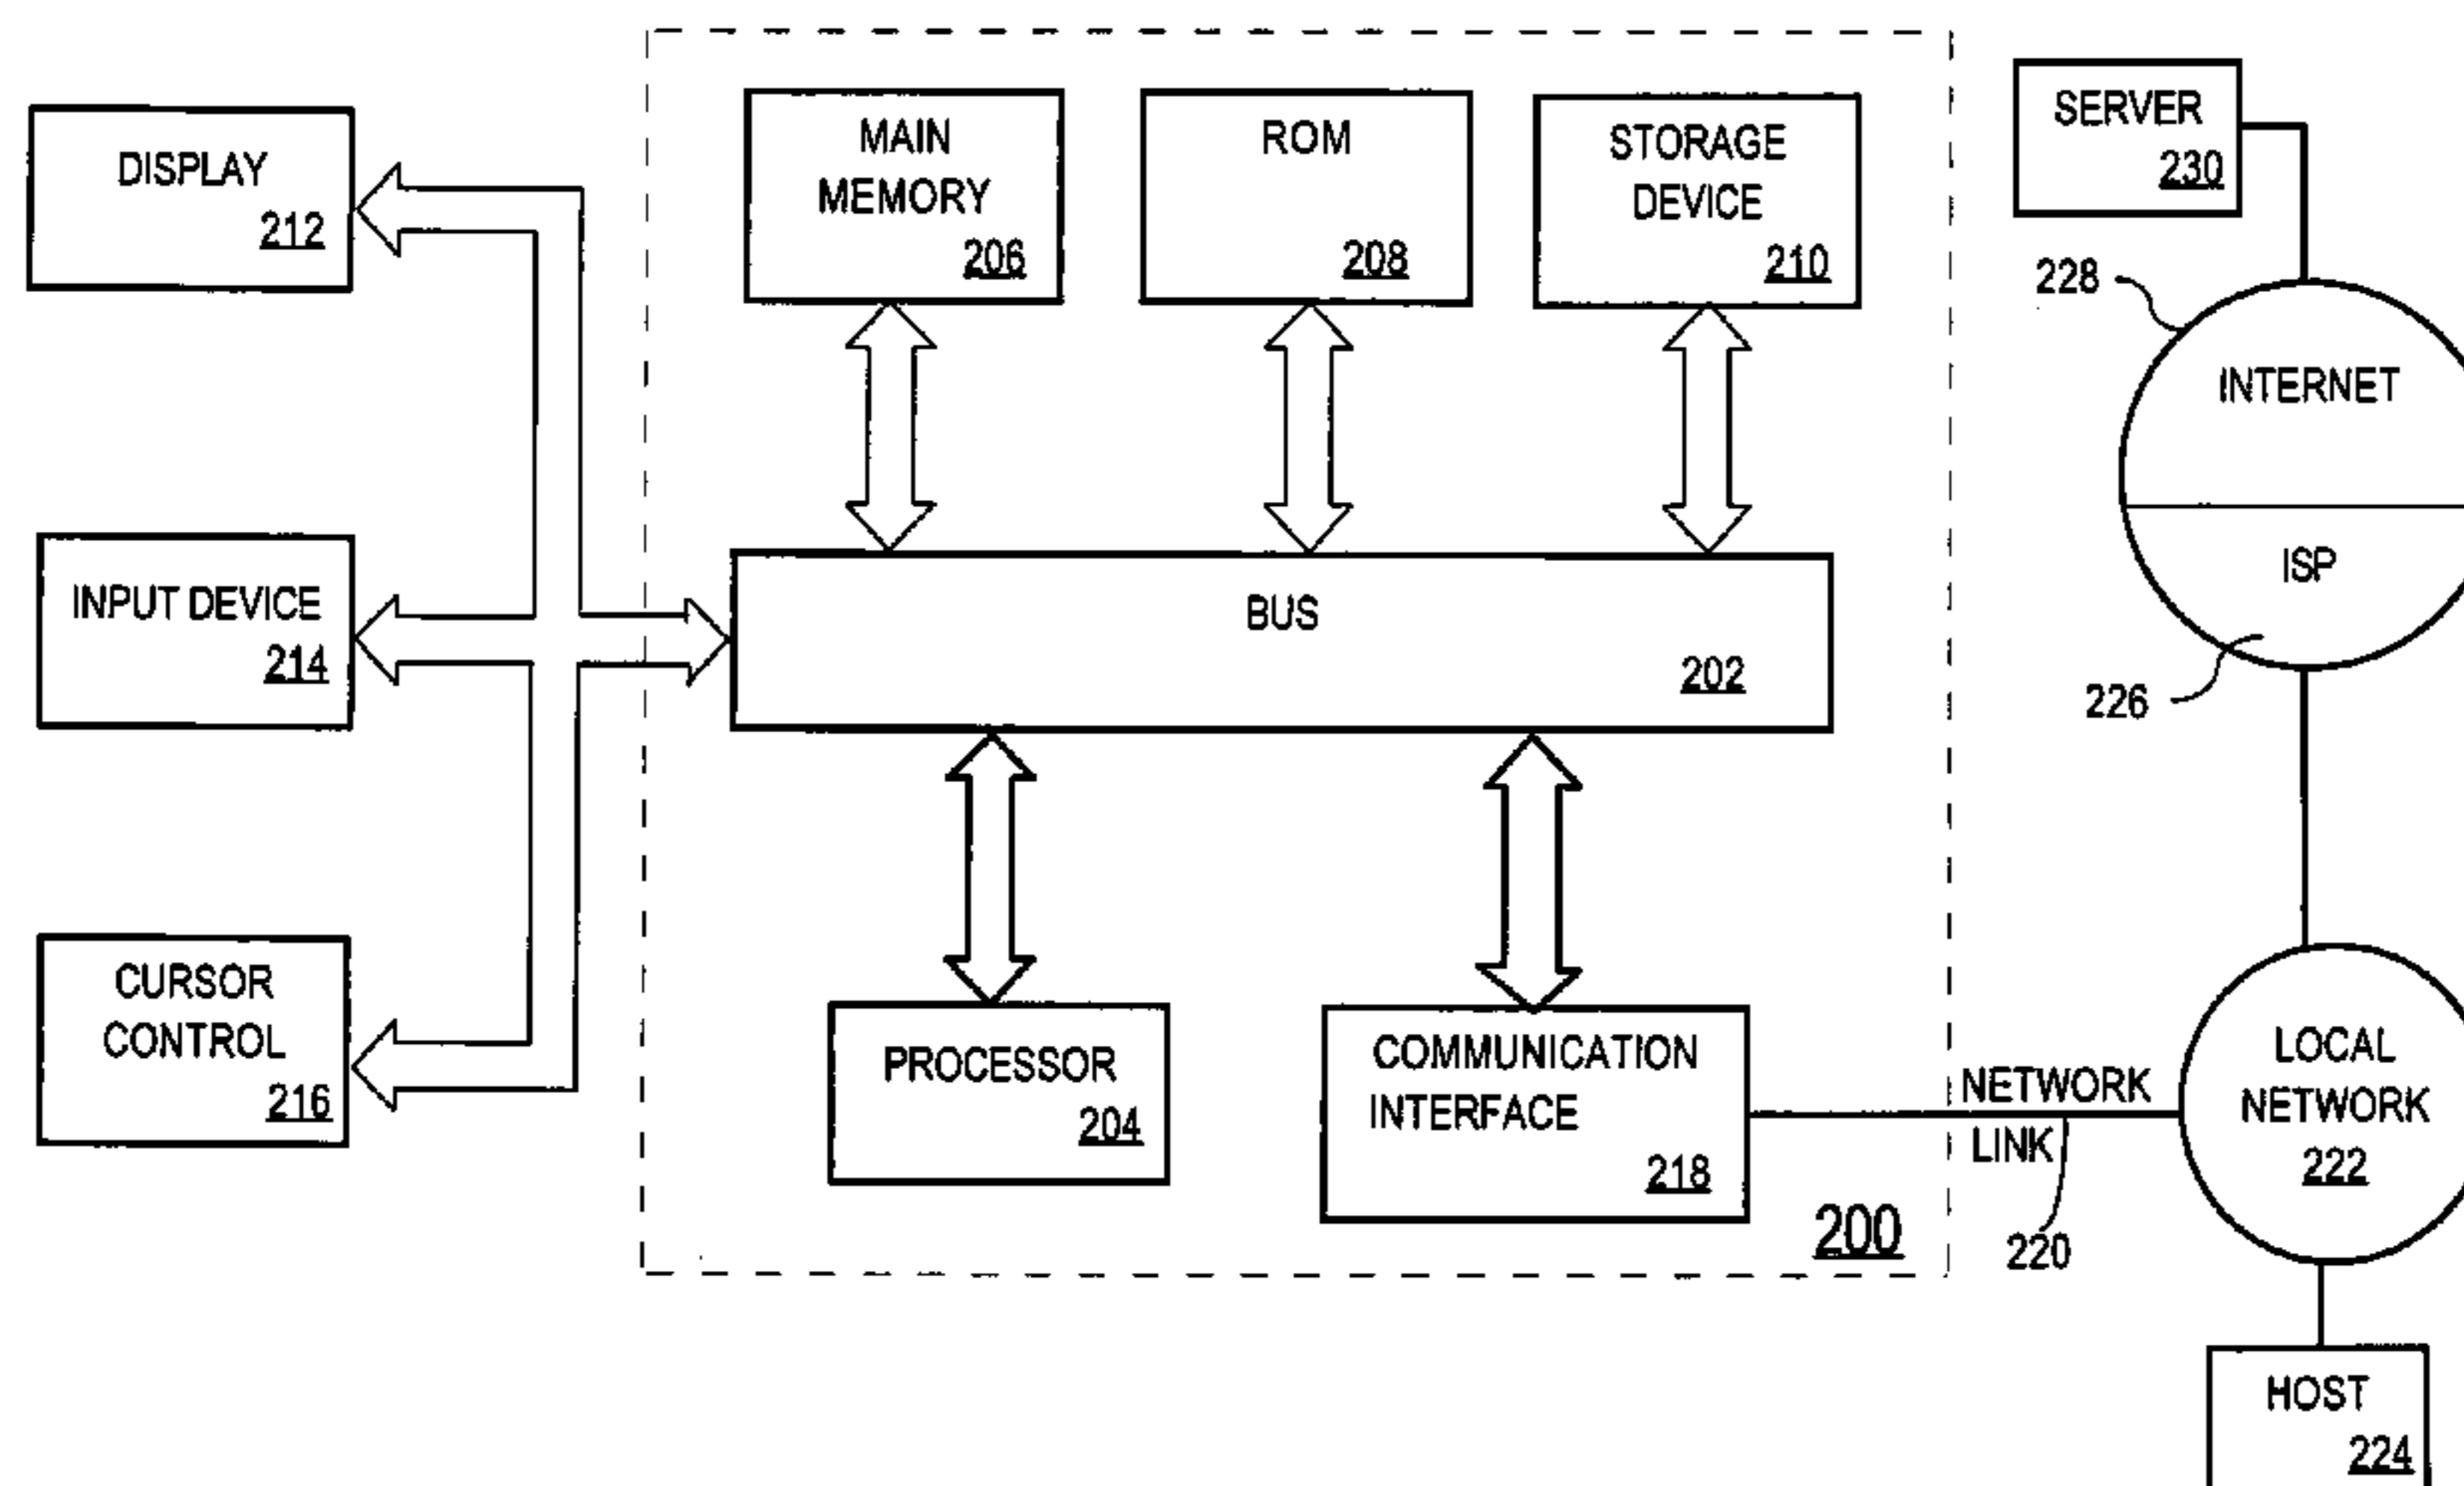 DISPLAY
212
INPUT DEVICE
214
CURSOR
CONTROL
216
MAIN
MEMORY
206
ROM
208
STORAGE
DEVICE
210
BUS
202
PROCESSOR
204
COMMUNICATION
INTERFACE
218
200
SERVER
230
228
INTERNET
ISP
226
NETWORK
LINK
220
LOCAL
NETWORK
222
HOST
224